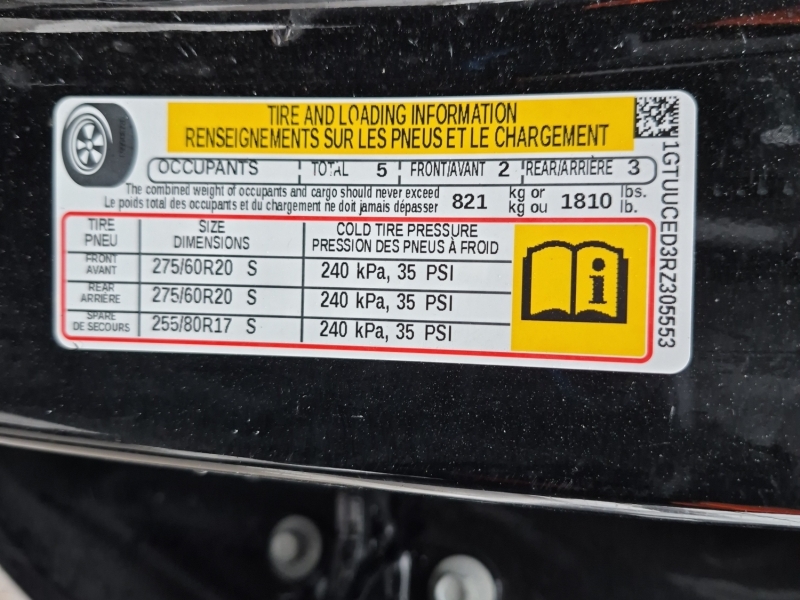 TIRE AND LOADING INFORMATION
RENSEIGNEMENTS SUR LES PNEUS ET LE CHARGEMENT
OCCUPANTS TOTAL 5 FRONT/AVANT 2 REAR/ARRIÈRE 3
The combined weight of occupants and cargo should never exceed 821 kg or 1810 lbs.
Le poids total des occupants et du chargement ne doit jamais dépasser kg ou lb.
TIRE SIZE COLD TIRE PRESSURE
PNEU DIMENSIONS PRESSION DES PNEUS À FROID
FRONT
AVANT 275/60R20 S 240 kPa, 35 PSI
REAR
ARRIÈRE 275/60R20 S 240 kPa, 35 PSI
SPARE
DE SECOURS 255/80R17 S 240 kPa, 35 PSI
1GTUUCED3RZ305553